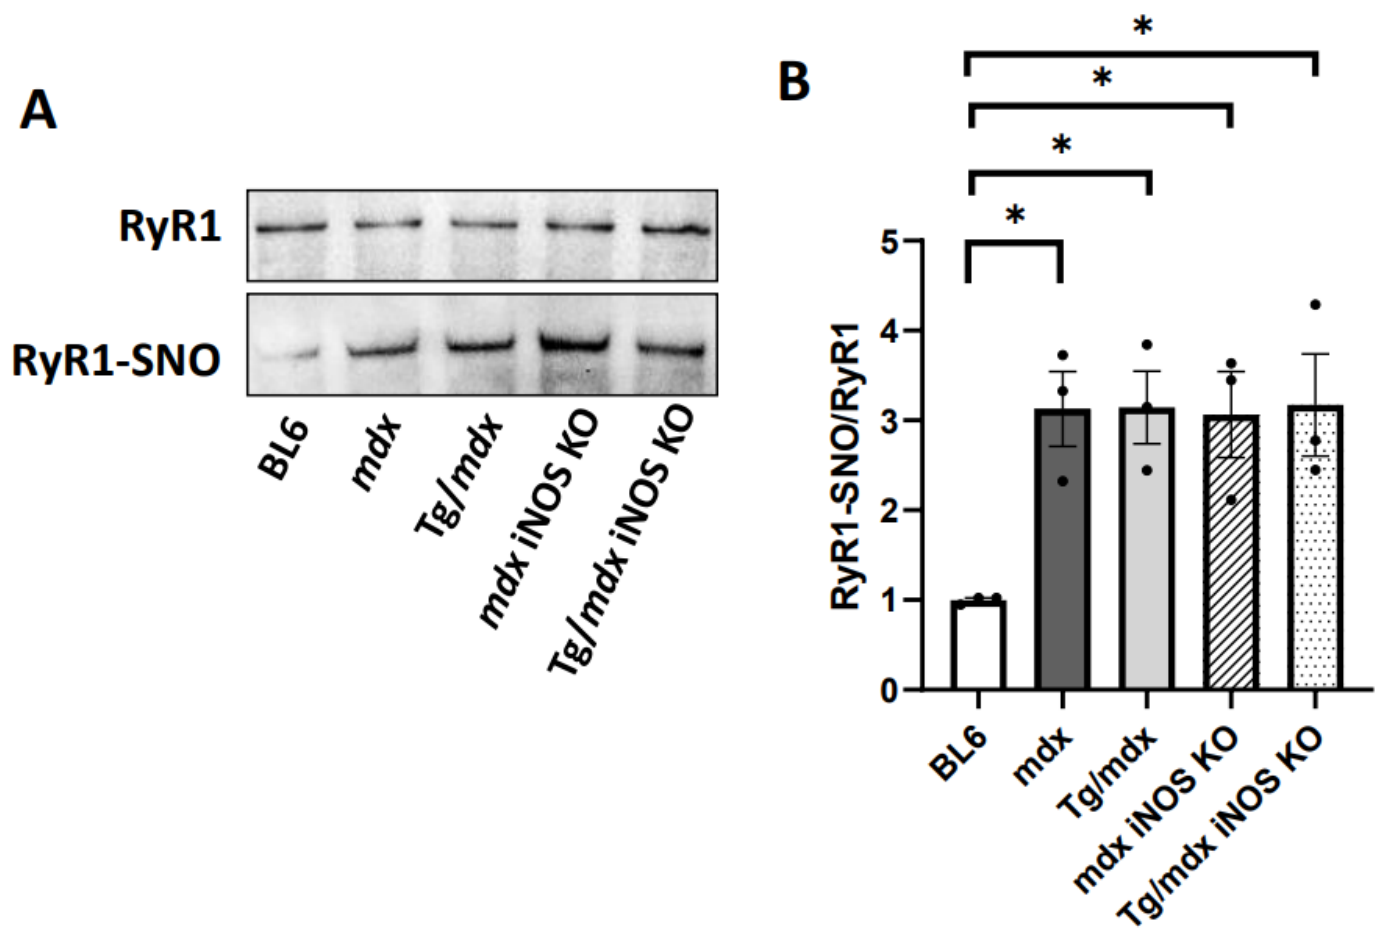 A
RyR1
RyR1-SNO
BL6
mdx
Tg/mdx
mdx iNOS KO
Tg/mdx iNOS KO
B
*
*
*
*
RyR1-SNO/RyR1
5
4
3
2
1
0
BL6
mdx
Tg/mdx
mdx iNOS KO
Tg/mdx iNOS KO